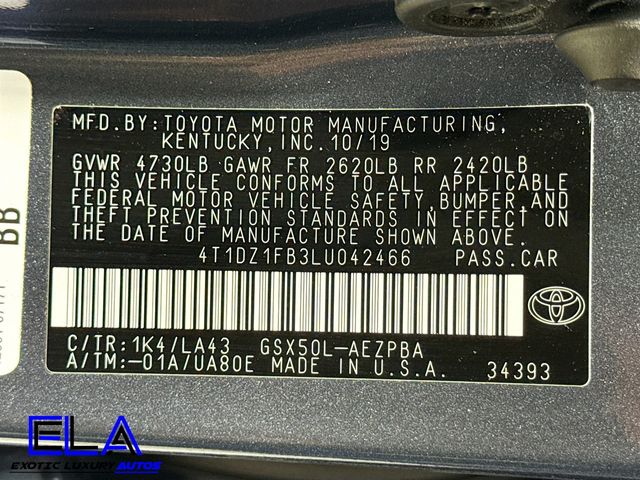 MFD. BY: TOYOTA MOTOR MANUFACTURING,
KENTUCKY, INC. 10/19
GVWR 4730LB GAWR FR 2620LB RR 2420LB
THIS VEHICLE CONFORMS TO ALL APPLICABLE
FEDERAL MOTOR VEHICLE SAFETY, BUMPER, AND
THEFT PREVENTION STANDARDS IN EFFECT ON
THE DATE OF MANUFACTURE SHOWN ABOVE.
4T1DZ1FB3LU042466 PASS. CAR
C/TR: 1K4/LA43 GSX50L-AEZPBA
A/TM: -01A/UA80E MADE IN U.S.A. 34393
BB
ELA
EXOTIC LUXURY AUTOS